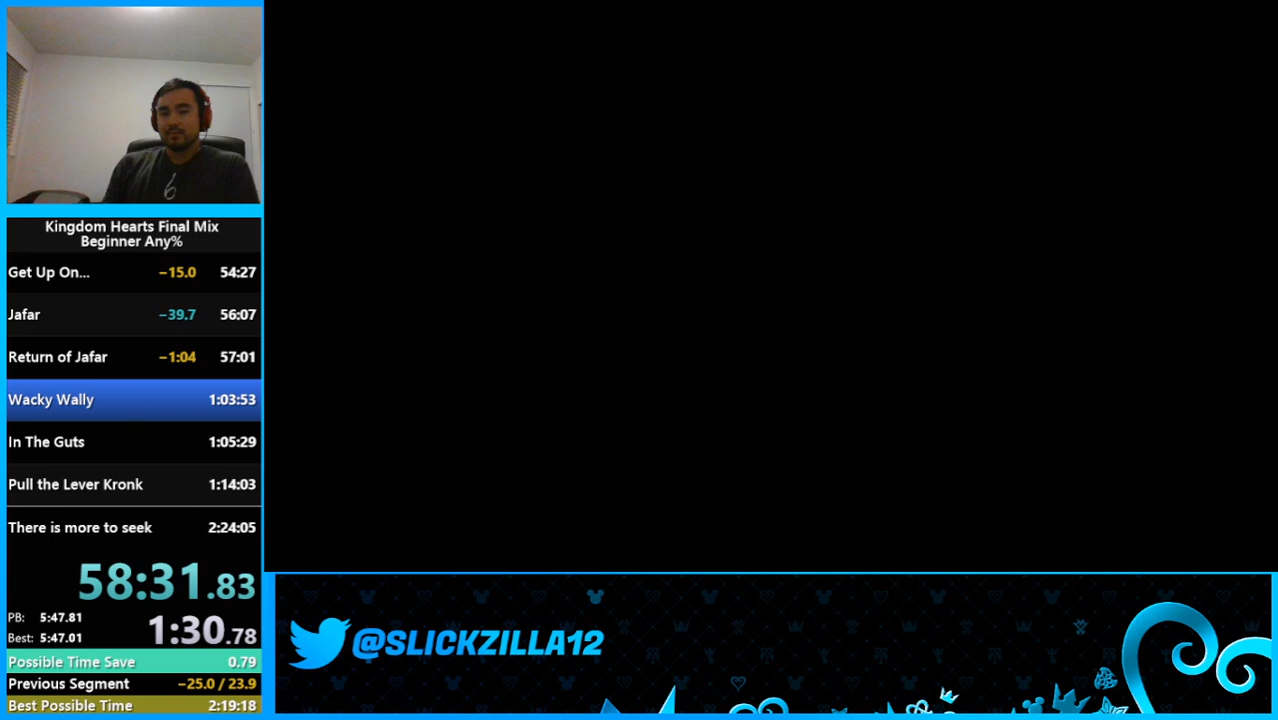 Kingdom Hearts Final Mix
Beginner Any%
Get Up On... −15.0 54:27
Jafar −39.7 56:07
Return of Jafar −1:04 57:01
Wacky Wally 1:03:53
In The Guts 1:05:29
Pull the Lever Kronk 1:14:03
There is more to seek 2:24:05
58:31.83
PB: 5:47.81
Best: 5:47.01
1:30.78
Possible Time Save 0.79
Previous Segment −25.0 / 23.9
Best Possible Time 2:19:18
@SLICKZILLA12